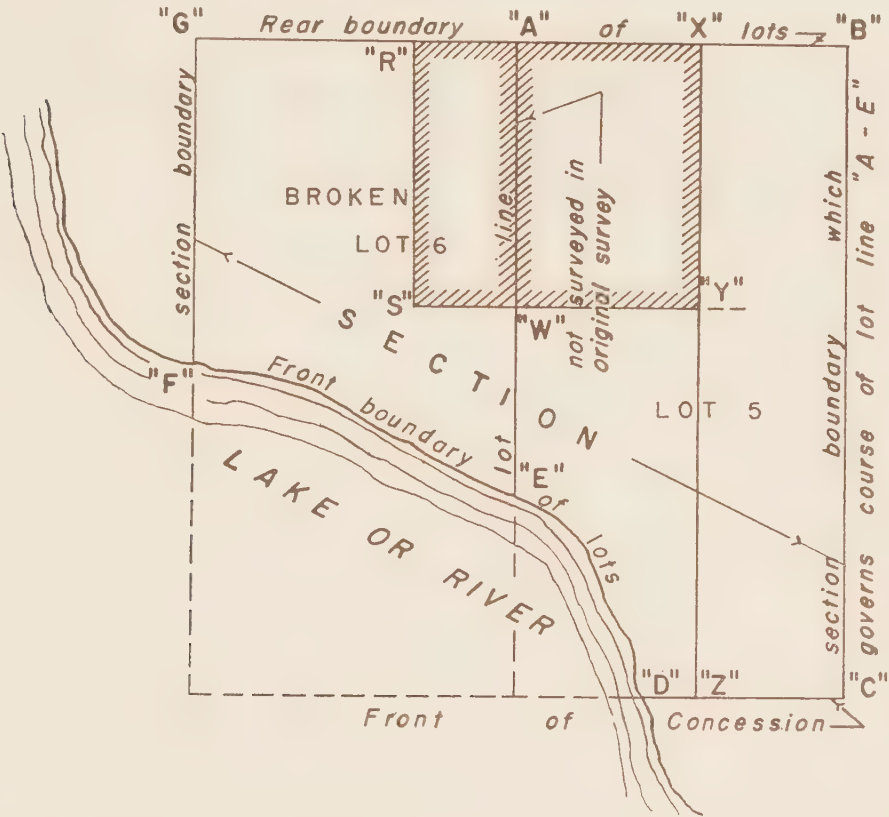 "G"
Rear boundary "A" of "X" lots "B"
"R"
section boundary
BROKEN
LOT 6
line
not surveyed in
original survey
"S"
"W"
"Y"
SECTION
LOT 5
"F"
Front boundary of lots
lot
"E"
LAKE OR RIVER
section boundary which
governs course of lot line "A-E"
"D" "Z" "C"
Front of Concession